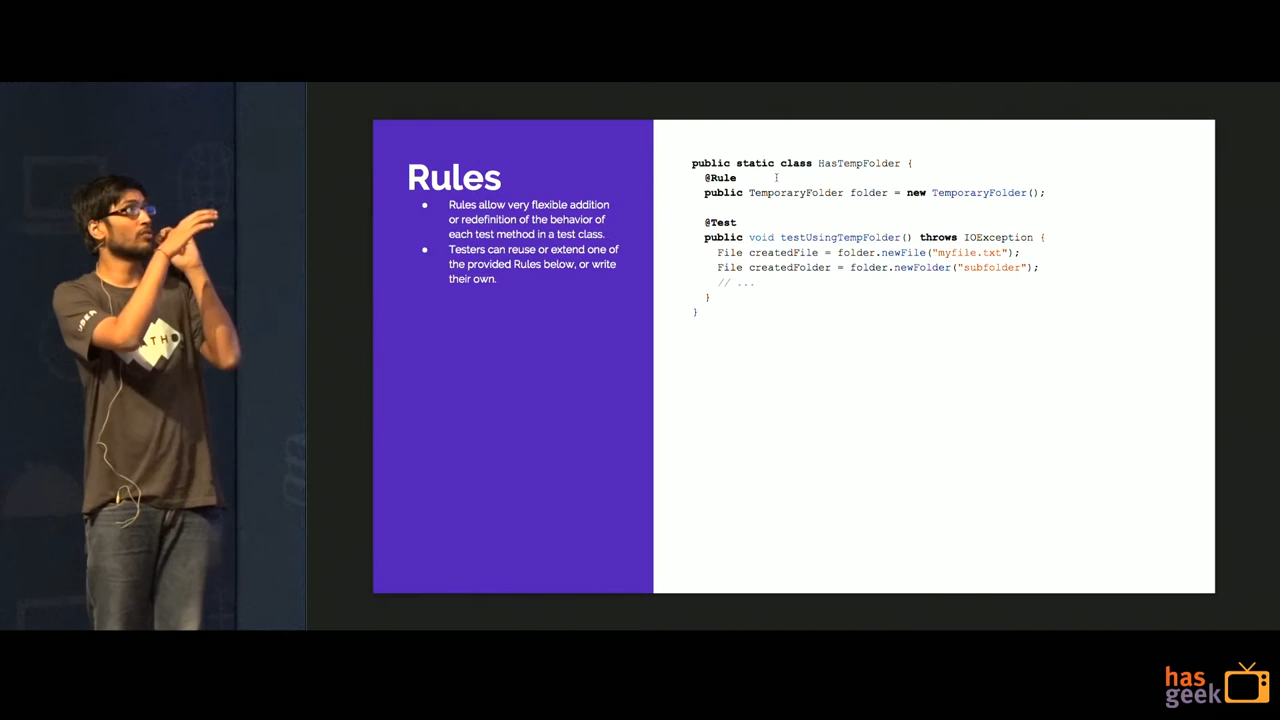 Rules
● Rules allow very flexible addition
or redefinition of the behavior of
each test method in a test class.
● Testers can reuse or extend one of
the provided Rules below, or write
their own.
public static class HasTempFolder {
@Rule
public TemporaryFolder folder = new TemporaryFolder();
@Test
public void testUsingTempFolder() throws IOException {
File createdFile = folder.newFile("myfile.txt");
File createdFolder = folder.newFolder("subfolder");
// ...
}
}
UBER
has
geek